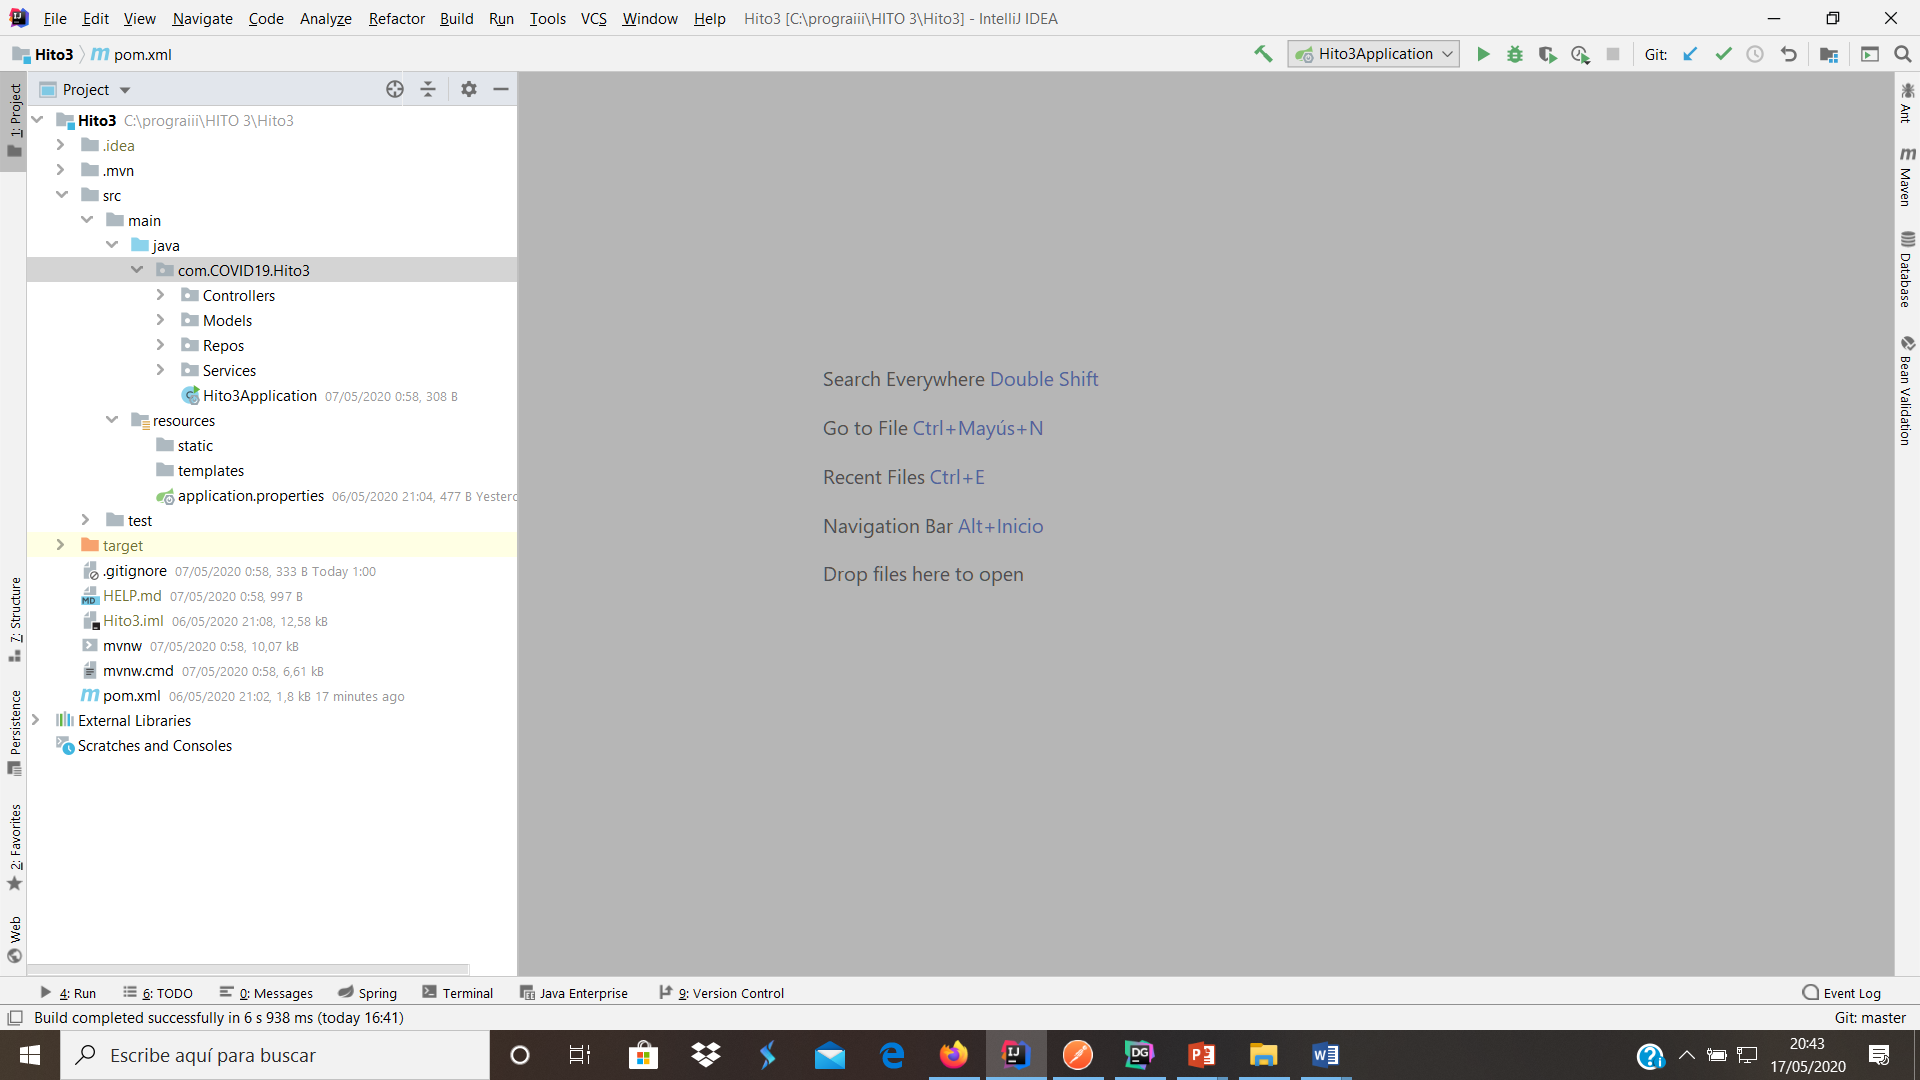 File Edit View Navigate Code Analyze Refactor Build Run Tools VCS Window Help Hito3 [C:\prograiii\HITO 3\Hito3] - IntelliJ IDEA
Hito3 pom.xml Hito3Application Git:
1: Project
Project
Hito3 C:\prograiii\HITO 3\Hito3
.idea
.mvn
src
main
java
com.COVID19.Hito3
Controllers
Models
Repos
Services
Hito3Application 07/05/2020 0:58, 308 B
resources
static
templates
application.properties 06/05/2020 21:04, 477 B Yesterc
test
target
.gitignore 07/05/2020 0:58, 333 B Today 1:00
HELP.md 07/05/2020 0:58, 997 B
Hito3.iml 06/05/2020 21:08, 12,58 kB
mvnw 07/05/2020 0:58, 10,07 kB
mvnw.cmd 07/05/2020 0:58, 6,61 kB
pom.xml 06/05/2020 21:02, 1,8 kB 17 minutes ago
External Libraries
Scratches and Consoles
7: Structure
Persistence
2: Favorites
Web
Search Everywhere Double Shift
Go to File Ctrl+Mayús+N
Recent Files Ctrl+E
Navigation Bar Alt+Inicio
Drop files here to open
Ant
Maven
Database
Bean Validation
4: Run 6: TODO 0: Messages Spring Terminal Java Enterprise 9: Version Control Event Log
Build completed successfully in 6 s 938 ms (today 16:41) Git: master
Escribe aquí para buscar
20:43
17/05/2020